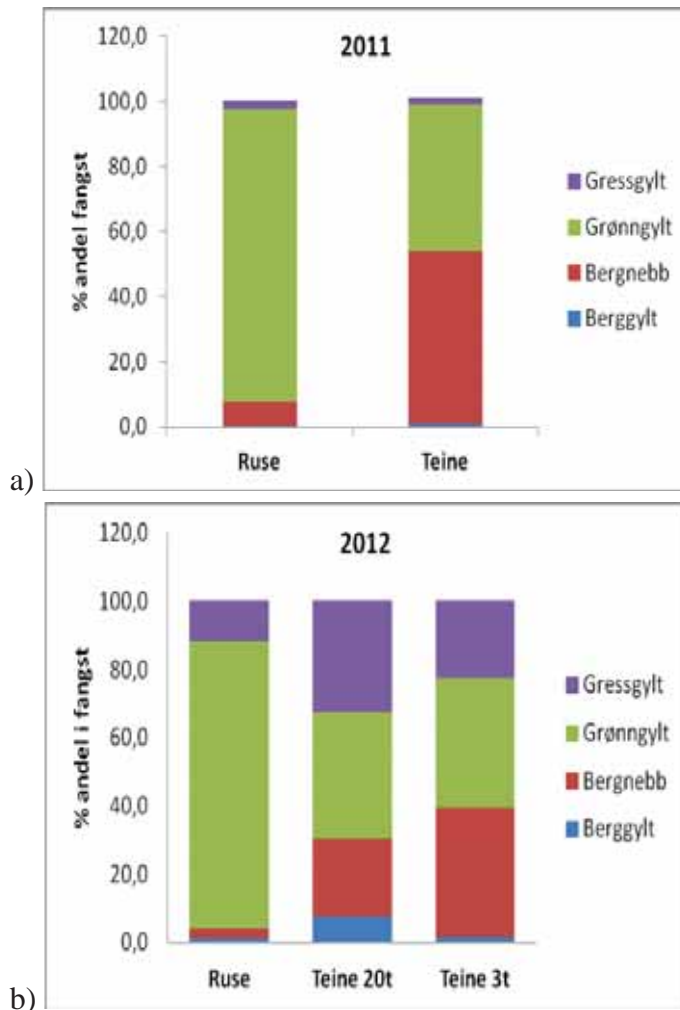 2011
% andel fangst
120,0
100,0
80,0
60,0
40,0
20,0
0,0
Ruse Teine
Gressgylt
Grønngylt
Bergnebb
Berggylt
a)
2012
% andel i fangst
120,0
100,0
80,0
60,0
40,0
20,0
0,0
Ruse Teine 20t Teine 3t
Gressgylt
Grønngylt
Bergnebb
Berggylt
b)